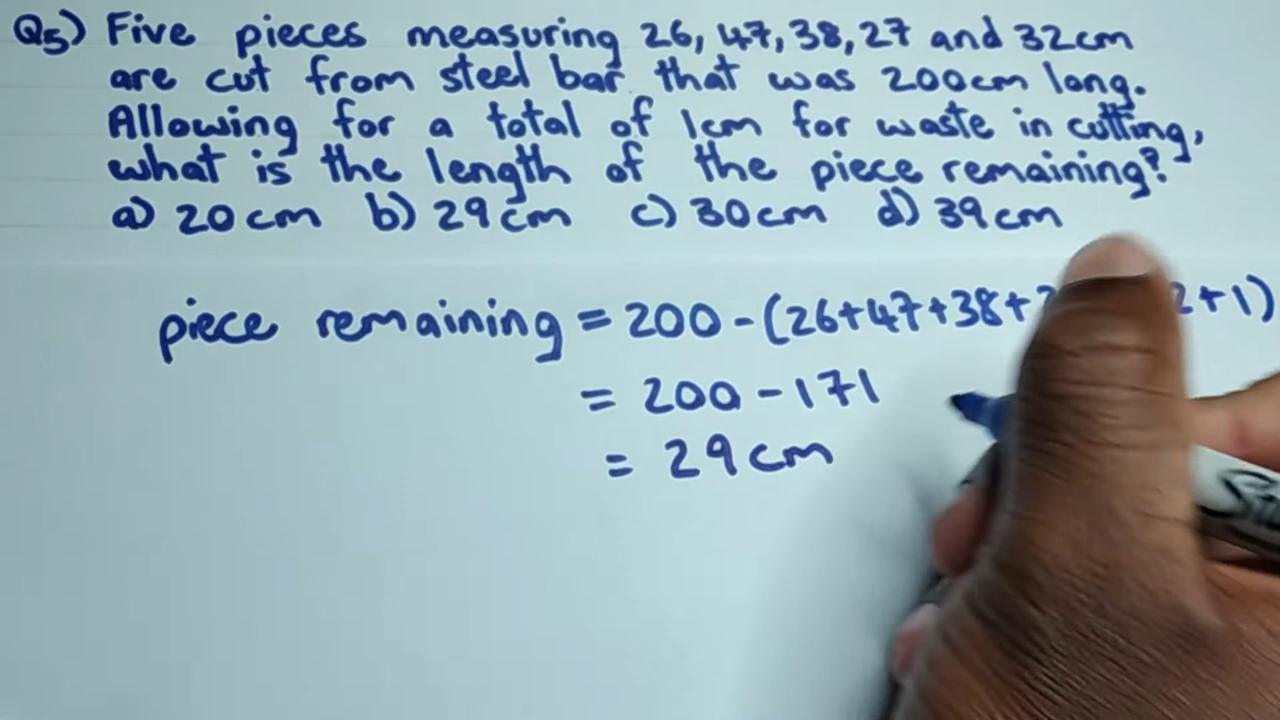 Q5) Five pieces measuring 26, 47, 38, 27 and 32cm
are cut from steel bar that was 200cm long.
Allowing for a total of 1cm for waste in cutting,
what is the length of the piece remaining?
a) 20cm b) 29cm c) 30cm d) 39cm
piece remaining = 200 - (26+47+38+ 2+1)
= 200 - 171
= 29cm